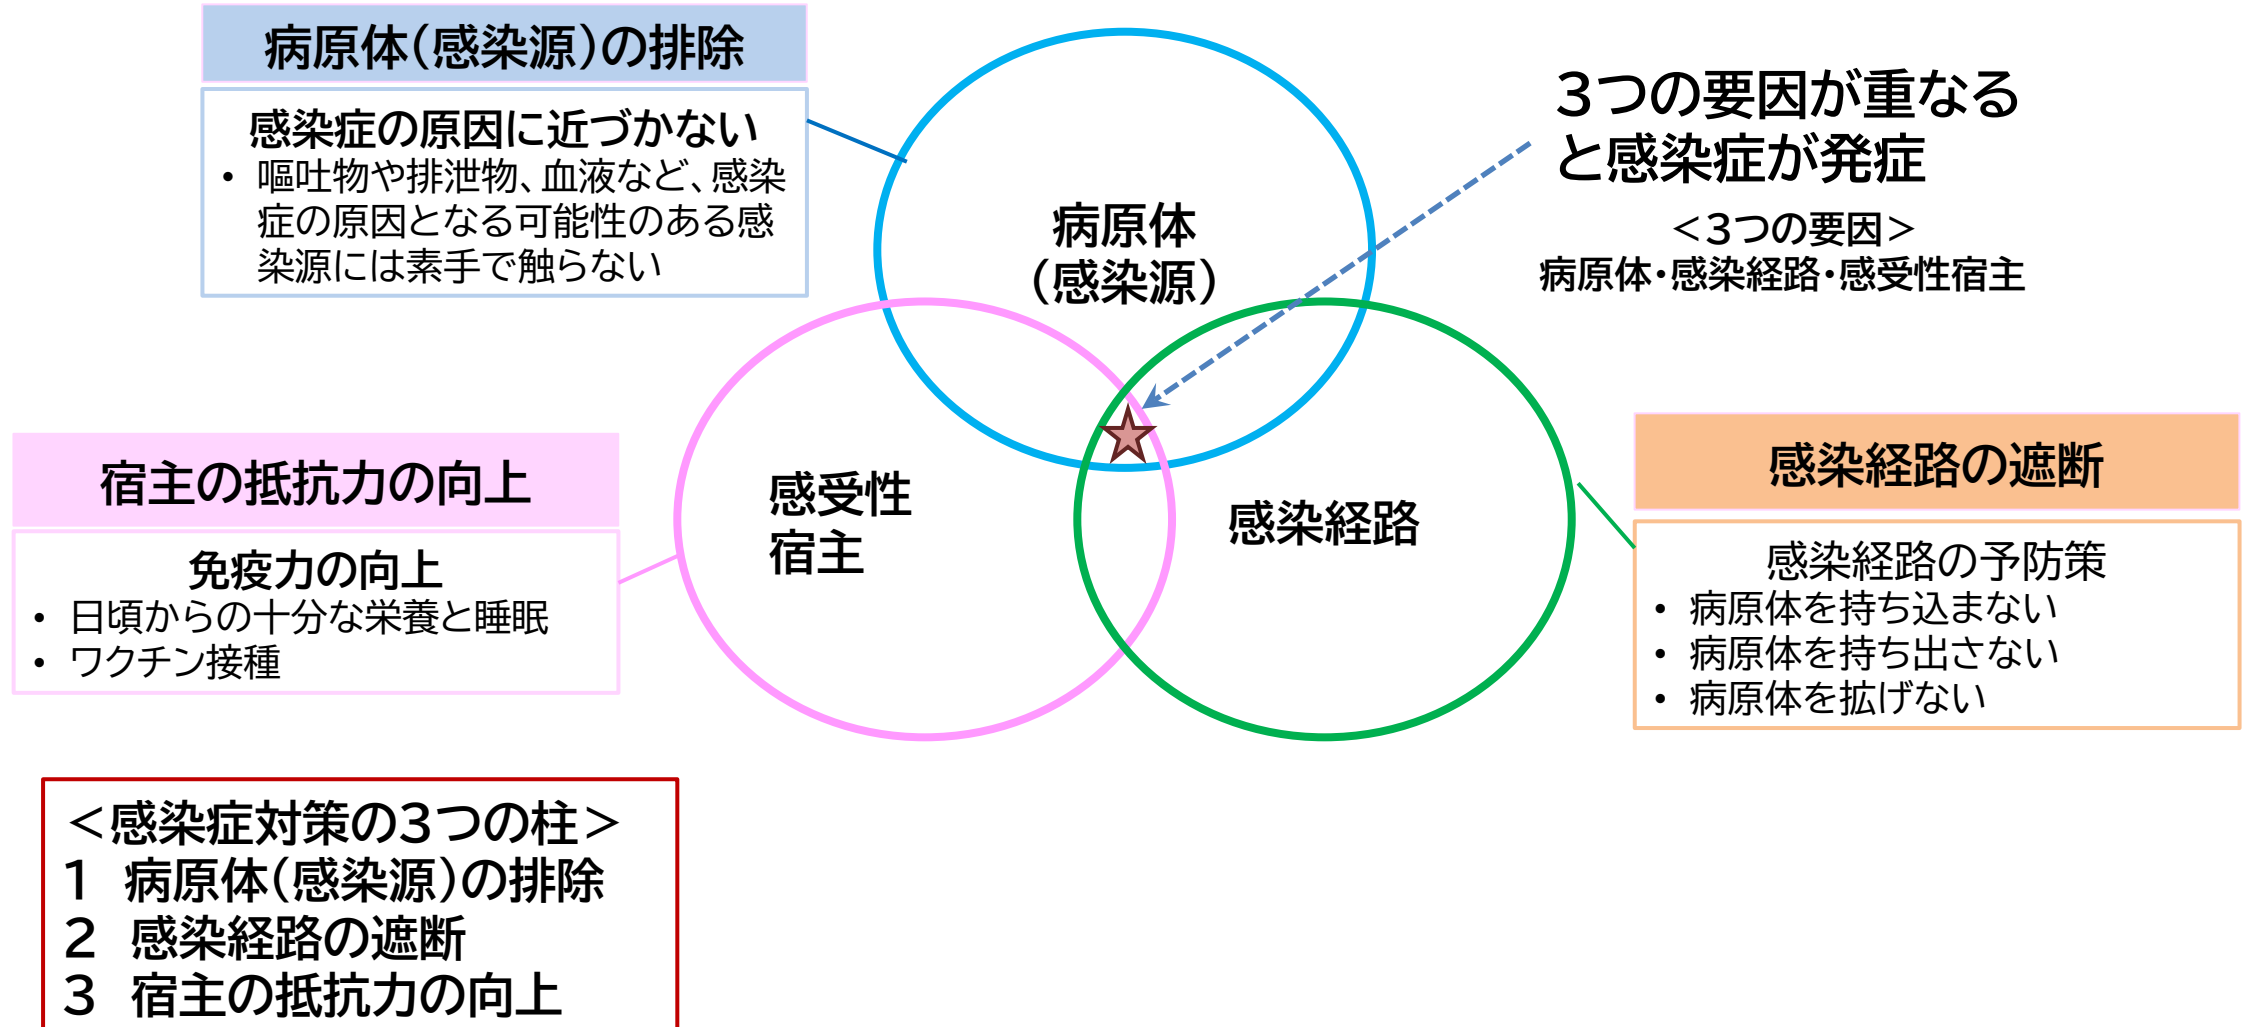 病原体(感染源)の排除
感染症の原因に近づかない
• 嘔吐物や排泄物、血液など、感染
症の原因となる可能性のある感
染源には素手で触らない
３つの要因が重なる
と感染症が発症
＜３つの要因＞
病原体・感染経路・感受性宿主
病原体
(感染源)
感受性
宿主
感染経路
宿主の抵抗力の向上
免疫力の向上
• 日頃からの十分な栄養と睡眠
• ワクチン接種
感染経路の遮断
感染経路の予防策
• 病原体を持ち込まない
• 病原体を持ち出さない
• 病原体を拡げない
＜感染症対策の３つの柱＞
１　病原体(感染源)の排除
２　感染経路の遮断
３　宿主の抵抗力の向上